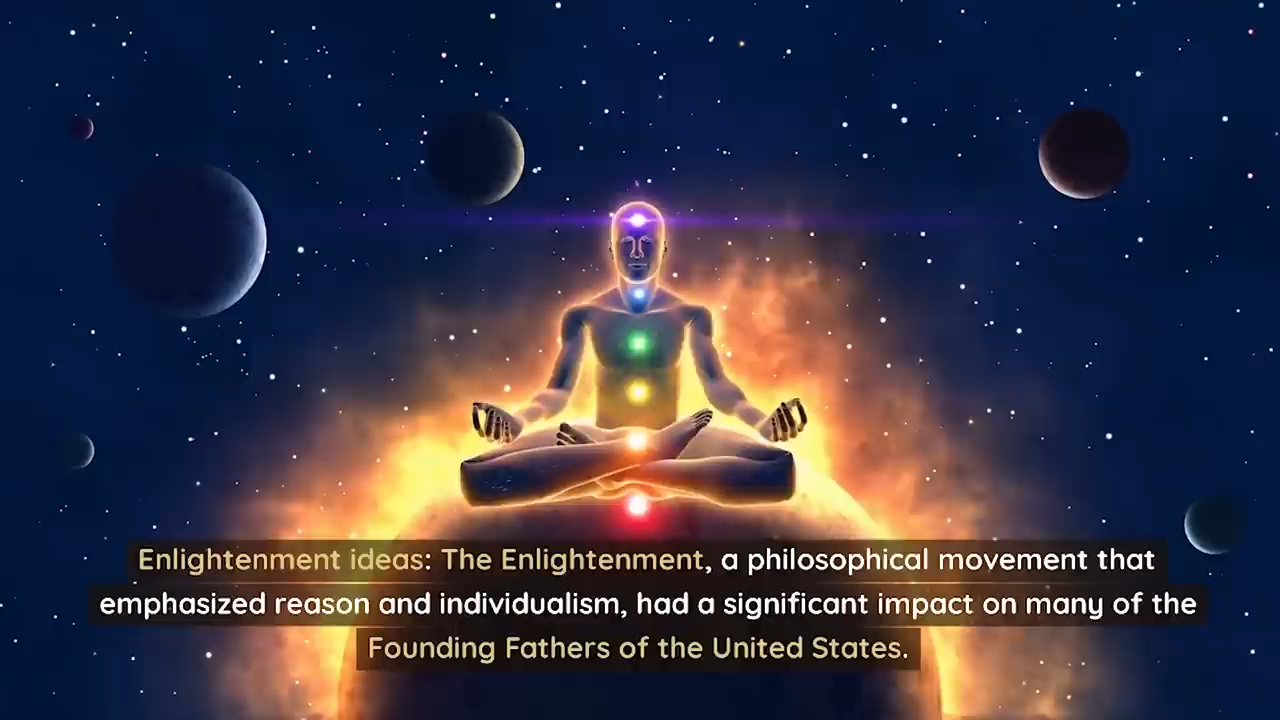 Enlightenment ideas: The Enlightenment, a philosophical movement that
emphasized reason and individualism, had a significant impact on many of the
Founding Fathers of the United States.